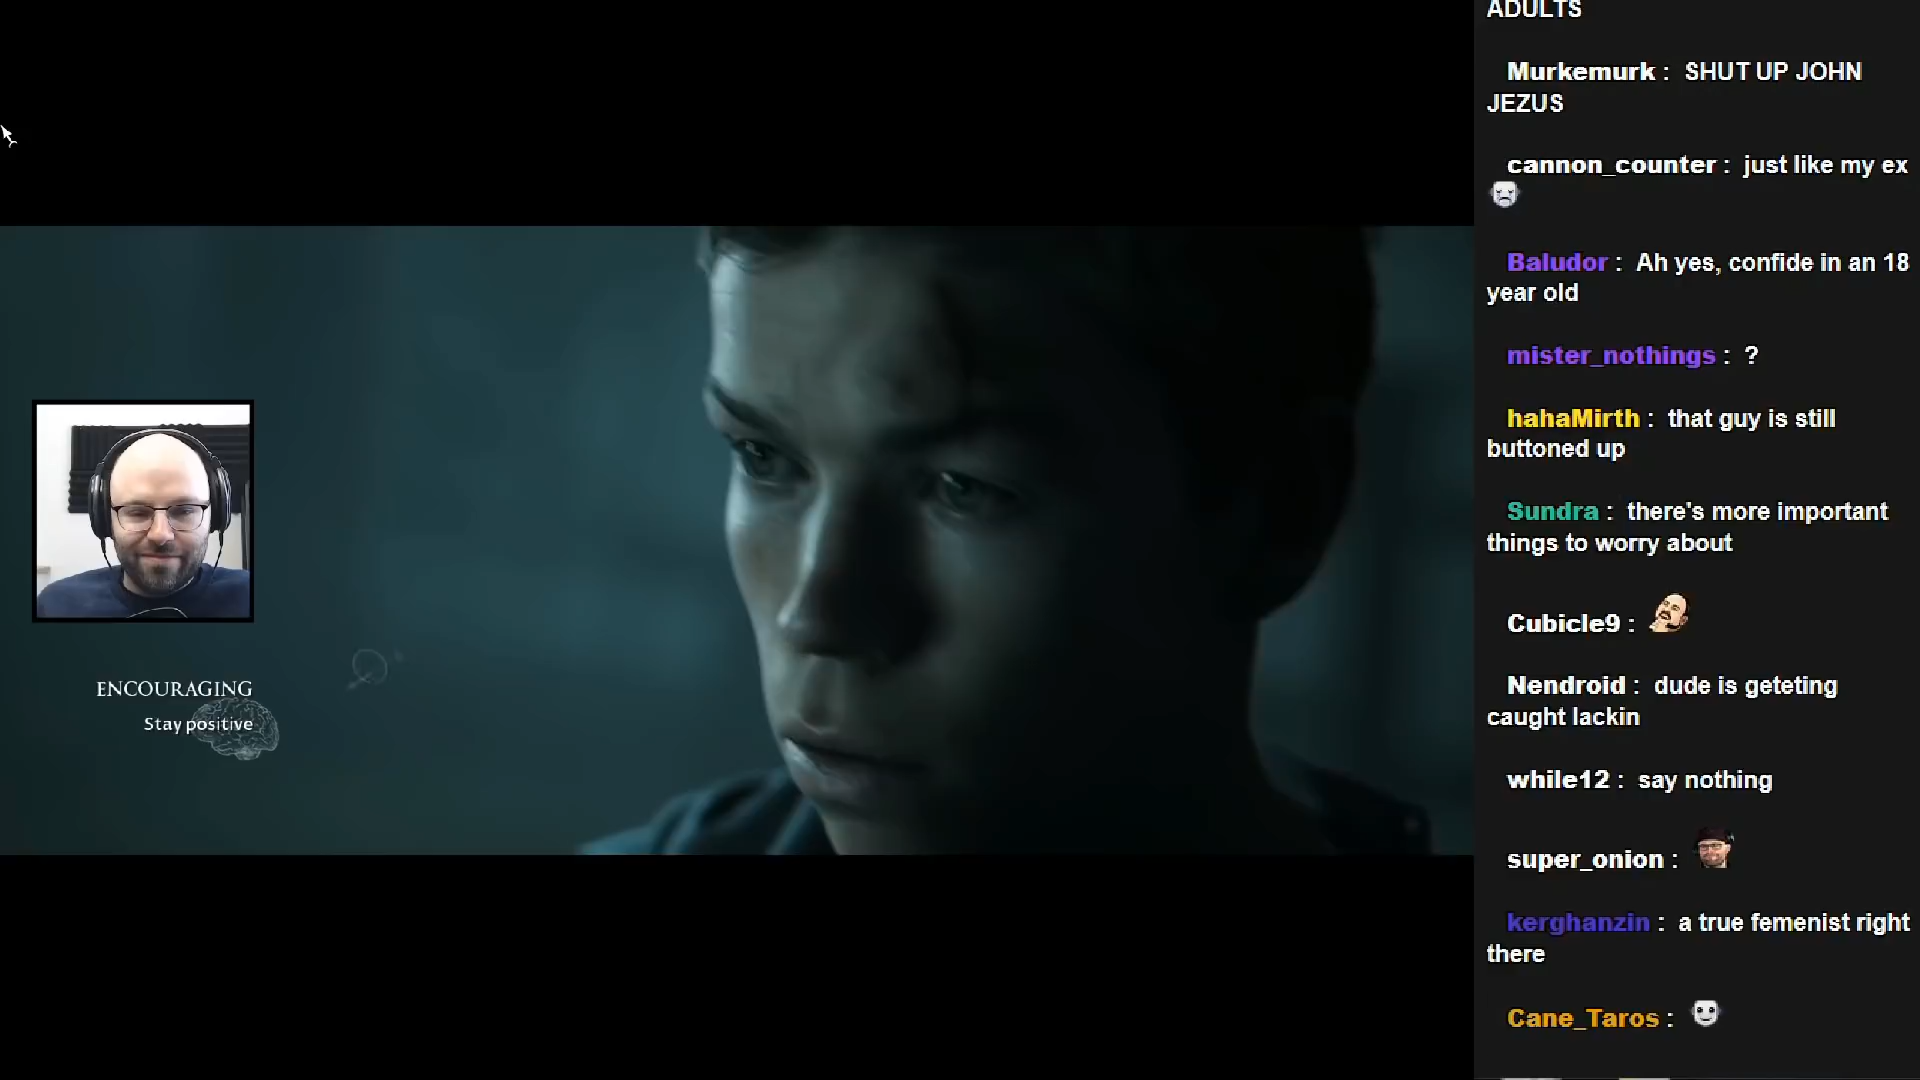 ENCOURAGING
Stay positive
ADULTS
Murkemurk : SHUT UP JOHN
JEZUS
cannon_counter : just like my ex
Baludor : Ah yes, confide in an 18
year old
mister_nothings : ?
hahaMirth : that guy is still
buttoned up
Sundra : there's more important
things to worry about
Cubicle9 :
Nendroid : dude is geteting
caught lackin
while12 : say nothing
super_onion :
kerghanzin : a true femenist right
there
Cane_Taros :